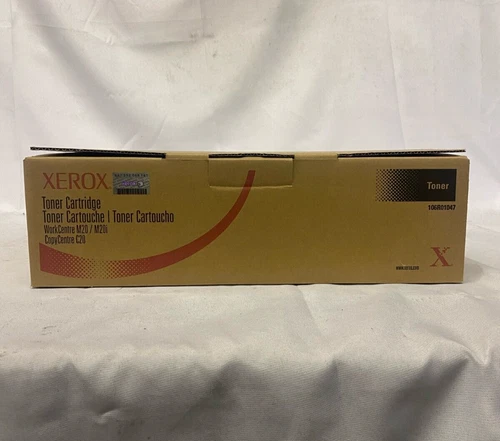 XEROX
Toner Cartridge
Toner Cartouche | Toner Cartoucho
WorkCentre M20 / M20i
CopyCentre C20
Toner
106R01047
X